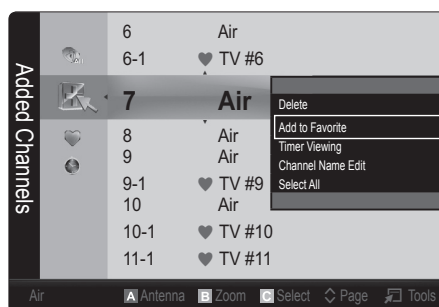 Added Channels
6 Air
6-1 ♥ TV #6
7 Air
8 Air
9 Air
9-1 ♥ TV #9
10 Air
10-1 ♥ TV #10
11-1 ♥ TV #11
Delete
Add to Favorite
Timer Viewing
Channel Name Edit
Select All
Air A Antenna B Zoom C Select Page Tools